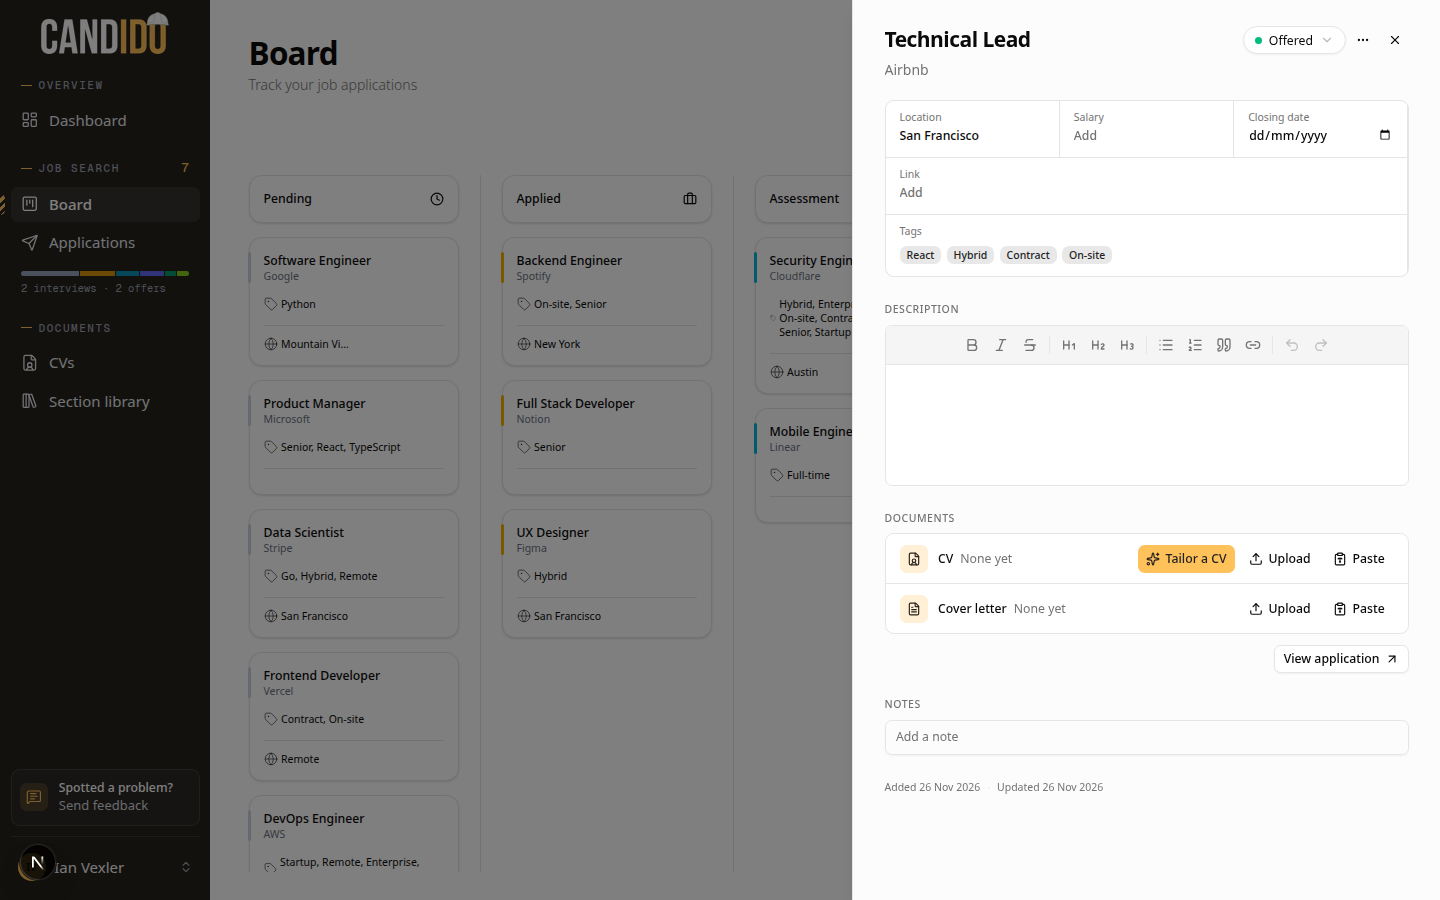 CANDIDO
OVERVIEW
Dashboard
JOB SEARCH 7
Board
Applications
2 interviews · 2 offers
DOCUMENTS
CVs
Section library
Spotted a problem?
Send feedback
N
Ian Vexler
Board
Track your job applications
Pending
Software Engineer
Google
Python
Mountain Vi...
Product Manager
Microsoft
Senior, React, TypeScript
Data Scientist
Stripe
Go, Hybrid, Remote
San Francisco
Frontend Developer
Vercel
Contract, On-site
Remote
DevOps Engineer
AWS
Startup, Remote, Enterprise,
Applied
Backend Engineer
Spotify
On-site, Senior
New York
Full Stack Developer
Notion
Senior
UX Designer
Figma
Hybrid
San Francisco
Assessment
Security Engin
Cloudflare
Hybrid, Enterp
On-site, Contra
Senior, Startup
Austin
Mobile Engine
Linear
Full-time
Technical Lead
Offered
Airbnb
Location
San Francisco
Salary
Add
Closing date
dd/mm/yyyy
Link
Add
Tags
React Hybrid Contract On-site
DESCRIPTION
B I S H1 H2 H3
DOCUMENTS
CV None yet Tailor a CV Upload Paste
Cover letter None yet Upload Paste
View application
NOTES
Add a note
Added 26 Nov 2026 · Updated 26 Nov 2026